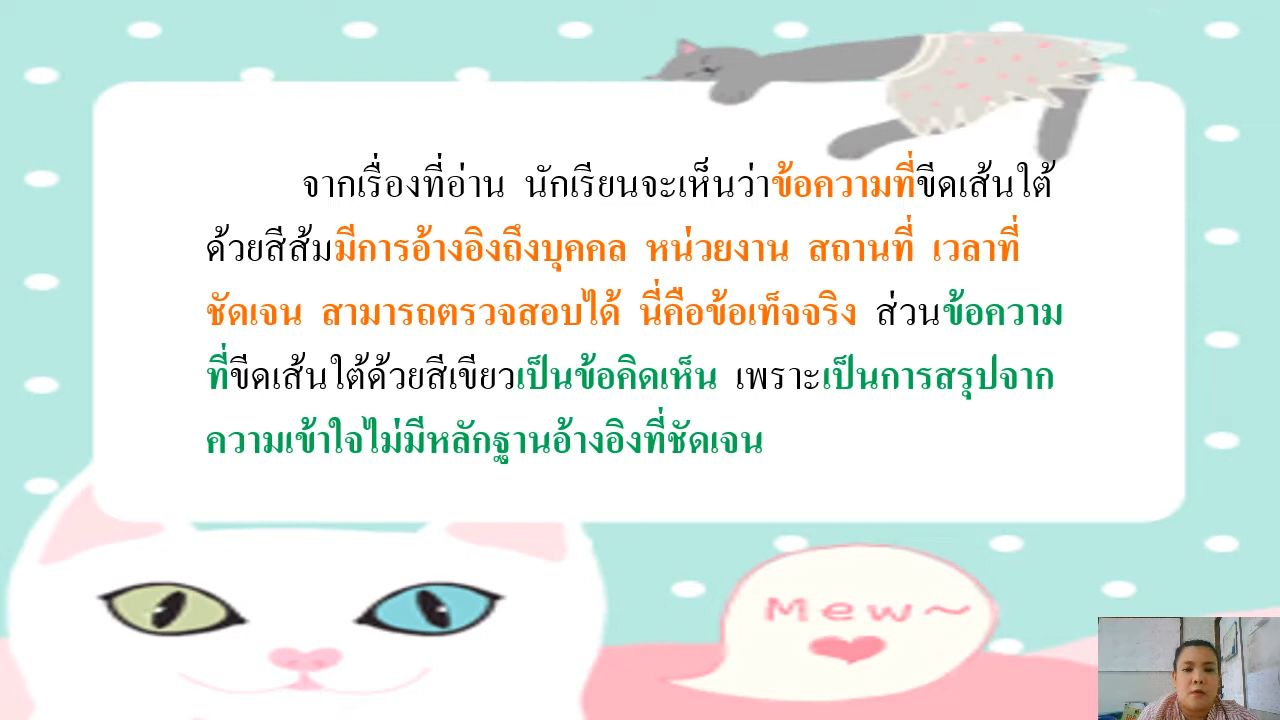 จากเรื่องที่อ่าน นักเรียนจะเห็นว่าข้อความที่ขีดเส้นใต้
ด้วยสีส้มมีการอ้างอิงถึงบุคคล หน่วยงาน สถานที่ เวลาที่
ชัดเจน สามารถตรวจสอบได้ นี่คือข้อเท็จจริง ส่วนข้อความ
ที่ขีดเส้นใต้ด้วยสีเขียวเป็นข้อคิดเห็น เพราะเป็นการสรุปจาก
ความเข้าใจไม่มีหลักฐานอ้างอิงที่ชัดเจน
Mew~